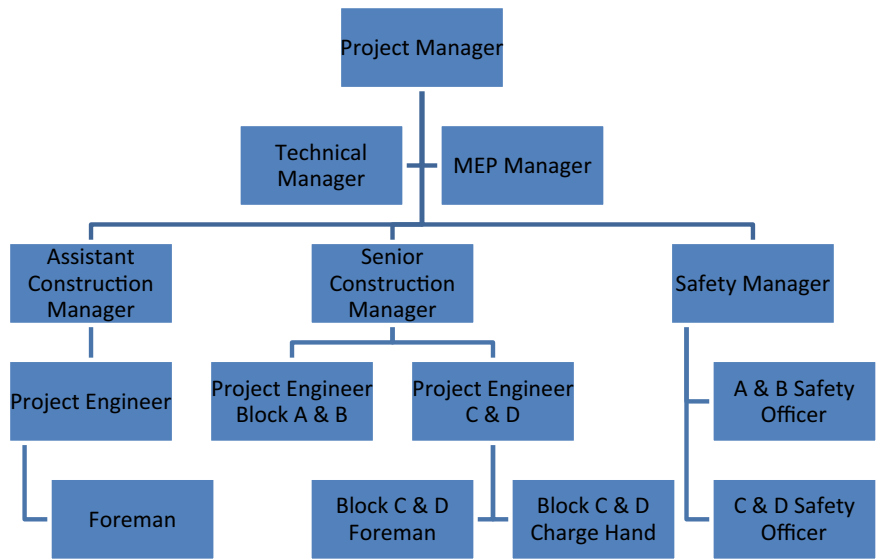 Project Manager
Technical
Manager
MEP Manager
Assistant
Construction
Manager
Senior
Construction
Manager
Safety Manager
Project Engineer
Project Engineer
Block A & B
Project Engineer
C & D
A & B Safety
Officer
Foreman
Block C & D
Foreman
Block C & D
Charge Hand
C & D Safety
Officer